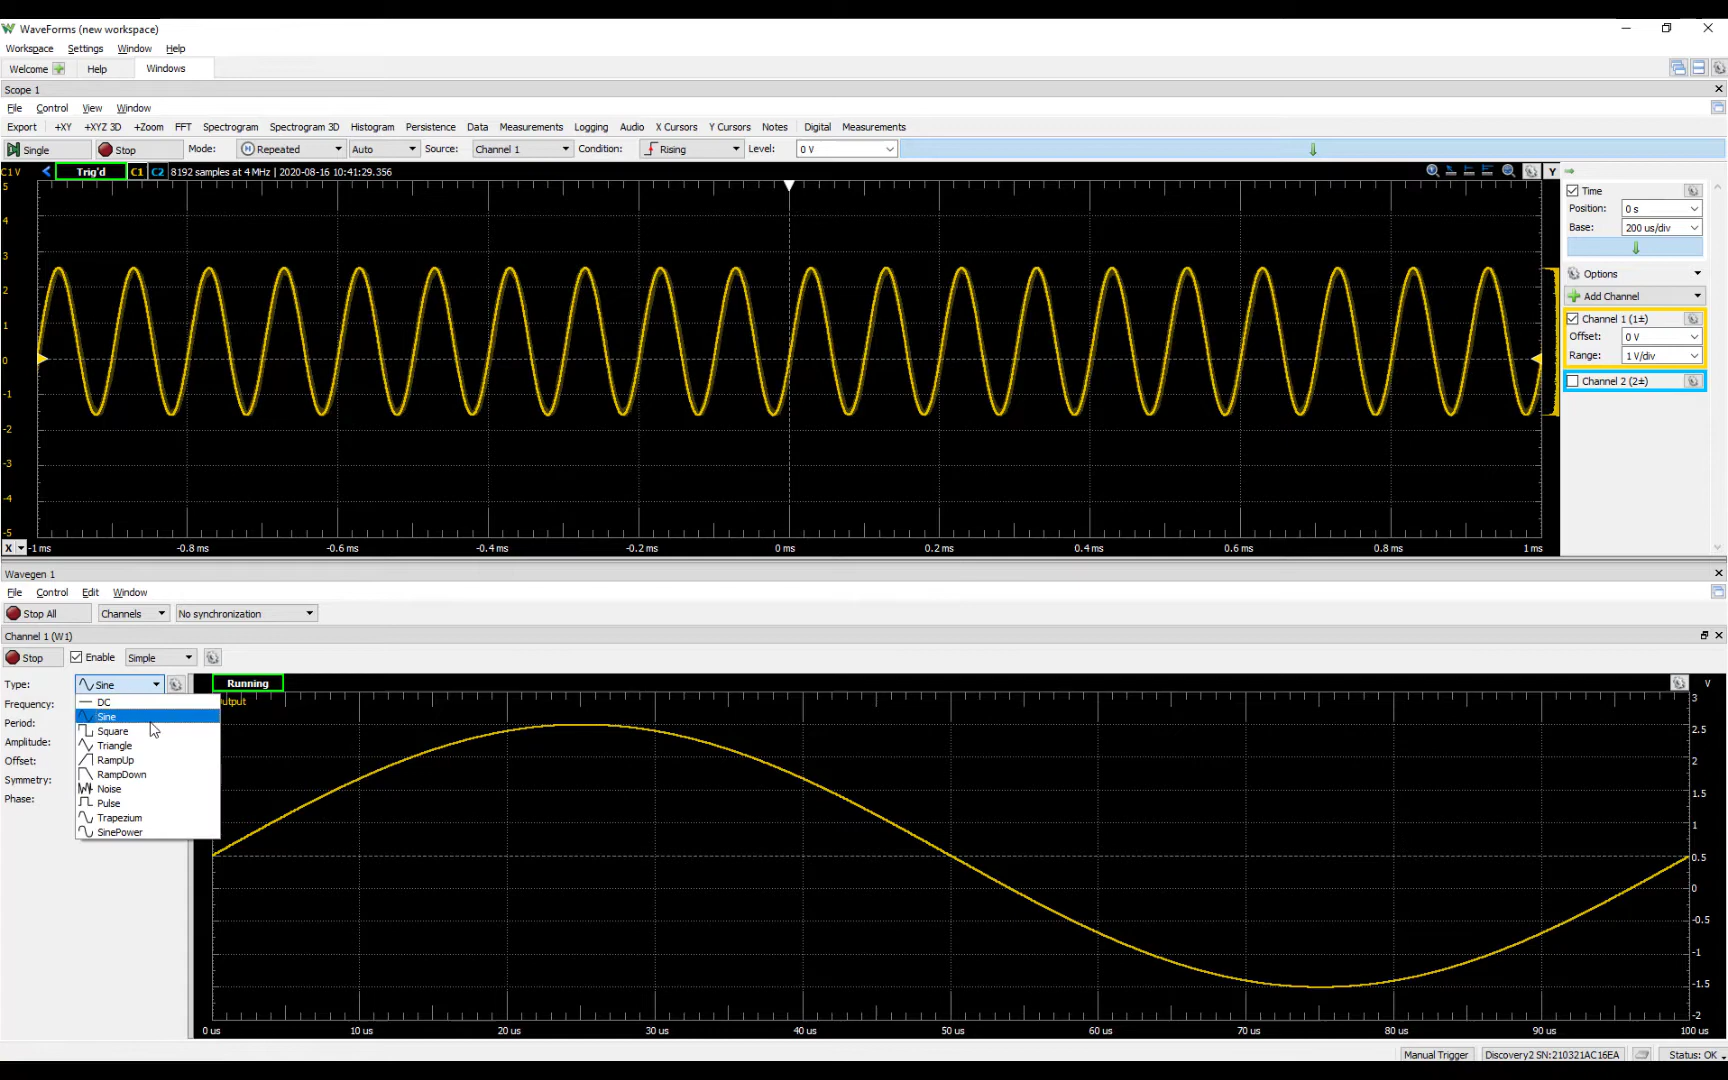 WaveForms (new workspace)
Workspace Settings Window Help
Welcome Help Windows
Scope 1
File Control View Window
Export +XY +XYZ 3D +Zoom FFT Spectrogram Spectrogram 3D Histogram Persistence Data Measurements Logging Audio X Cursors Y Cursors Notes Digital Measurements
Single Stop Mode: Repeated Auto Source: Channel 1 Condition: Rising Level: 0 V
C1 V Trig'd C1 C2 8192 samples at 4 MHz | 2020-08-16 10:41:29.356 Y
5
4
3
2
1
0
-1
-2
-3
-4
-5
X -1 ms -0.8 ms -0.6 ms -0.4 ms -0.2 ms 0 ms 0.2 ms 0.4 ms 0.6 ms 0.8 ms 1 ms
Time
Position: 0 s
Base: 200 us/div
Options
Add Channel
Channel 1 (1±)
Offset: 0 V
Range: 1 V/div
Channel 2 (2±)
Wavegen 1
File Control Edit Window
Stop All Channels No synchronization
Channel 1 (W1)
Stop Enable Simple
Type: Sine
Frequency:
Period:
Amplitude:
Offset:
Symmetry:
Phase:
DC
Sine
Square
Triangle
RampUp
RampDown
Noise
Pulse
Trapezium
SinePower
Running V
utput
3
2.5
2
1.5
1
0.5
0
-0.5
-1
-1.5
-2
0 us 10 us 20 us 30 us 40 us 50 us 60 us 70 us 80 us 90 us 100 us
Manual Trigger Discovery2 SN:210321AC16EA Status: OK